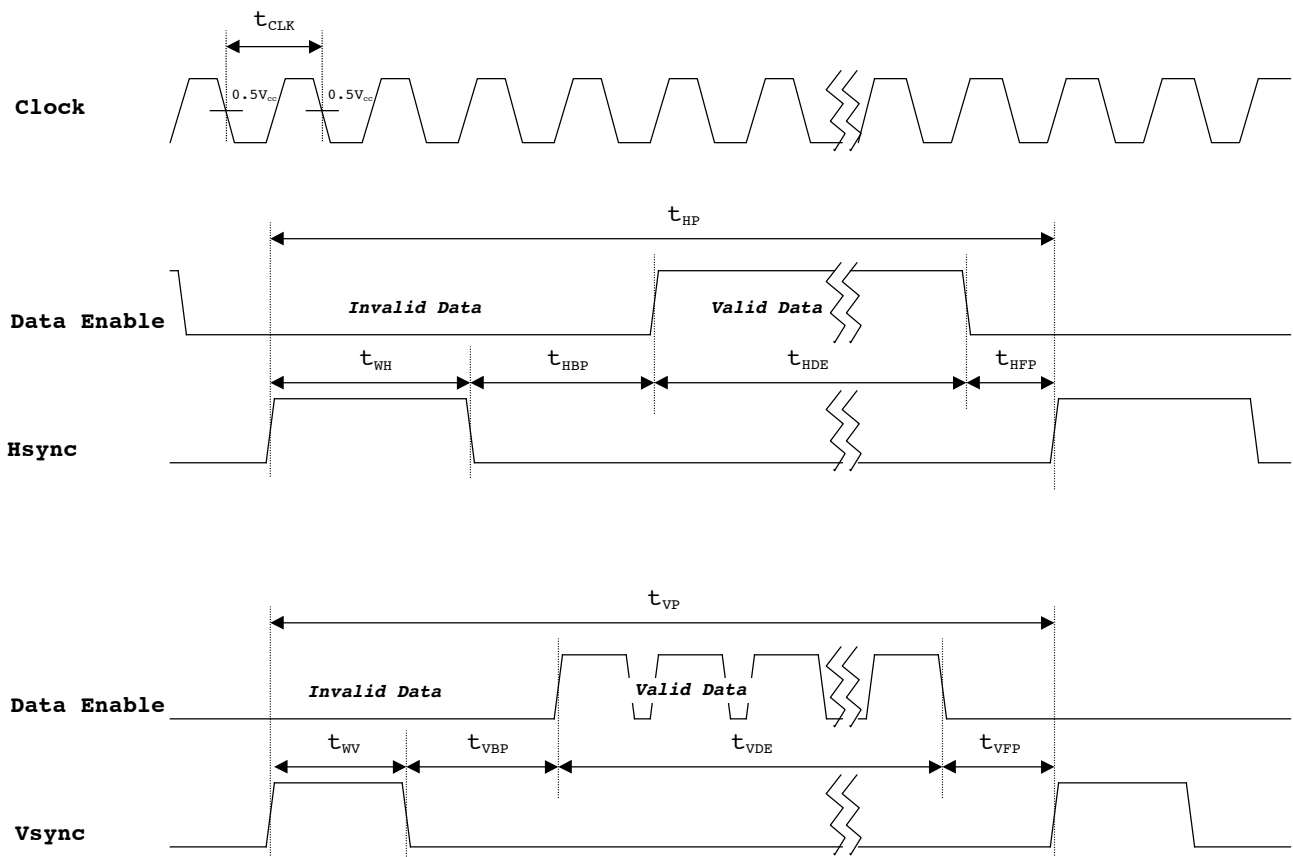 tCLK
Clock
0.5Vcc 0.5Vcc
tHP
Data Enable
Invalid Data
Valid Data
tWH
tHBP
tHDE
tHFP
Hsync
tVP
Data Enable
Invalid Data
Valid Data
tWV
tVBP
tVDE
tVFP
Vsync